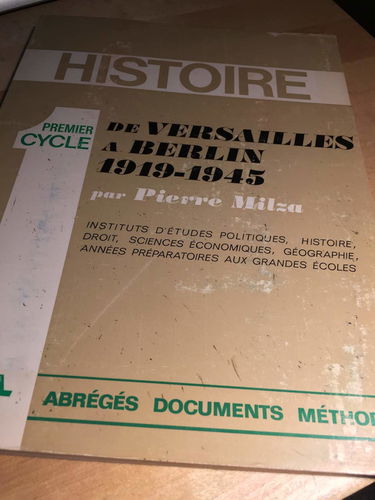 HISTOIRE
PREMIER
CYCLE
DE VERSAILLES
A BERLIN
1919-1945
par Pierre Milza
INSTITUTS D'ÉTUDES POLITIQUES, HISTOIRE,
DROIT, SCIENCES ÉCONOMIQUES, GÉOGRAPHIE,
ANNÉES PRÉPARATOIRES AUX GRANDES ÉCOLES
ABRÉGÉS DOCUMENTS MÉTHO